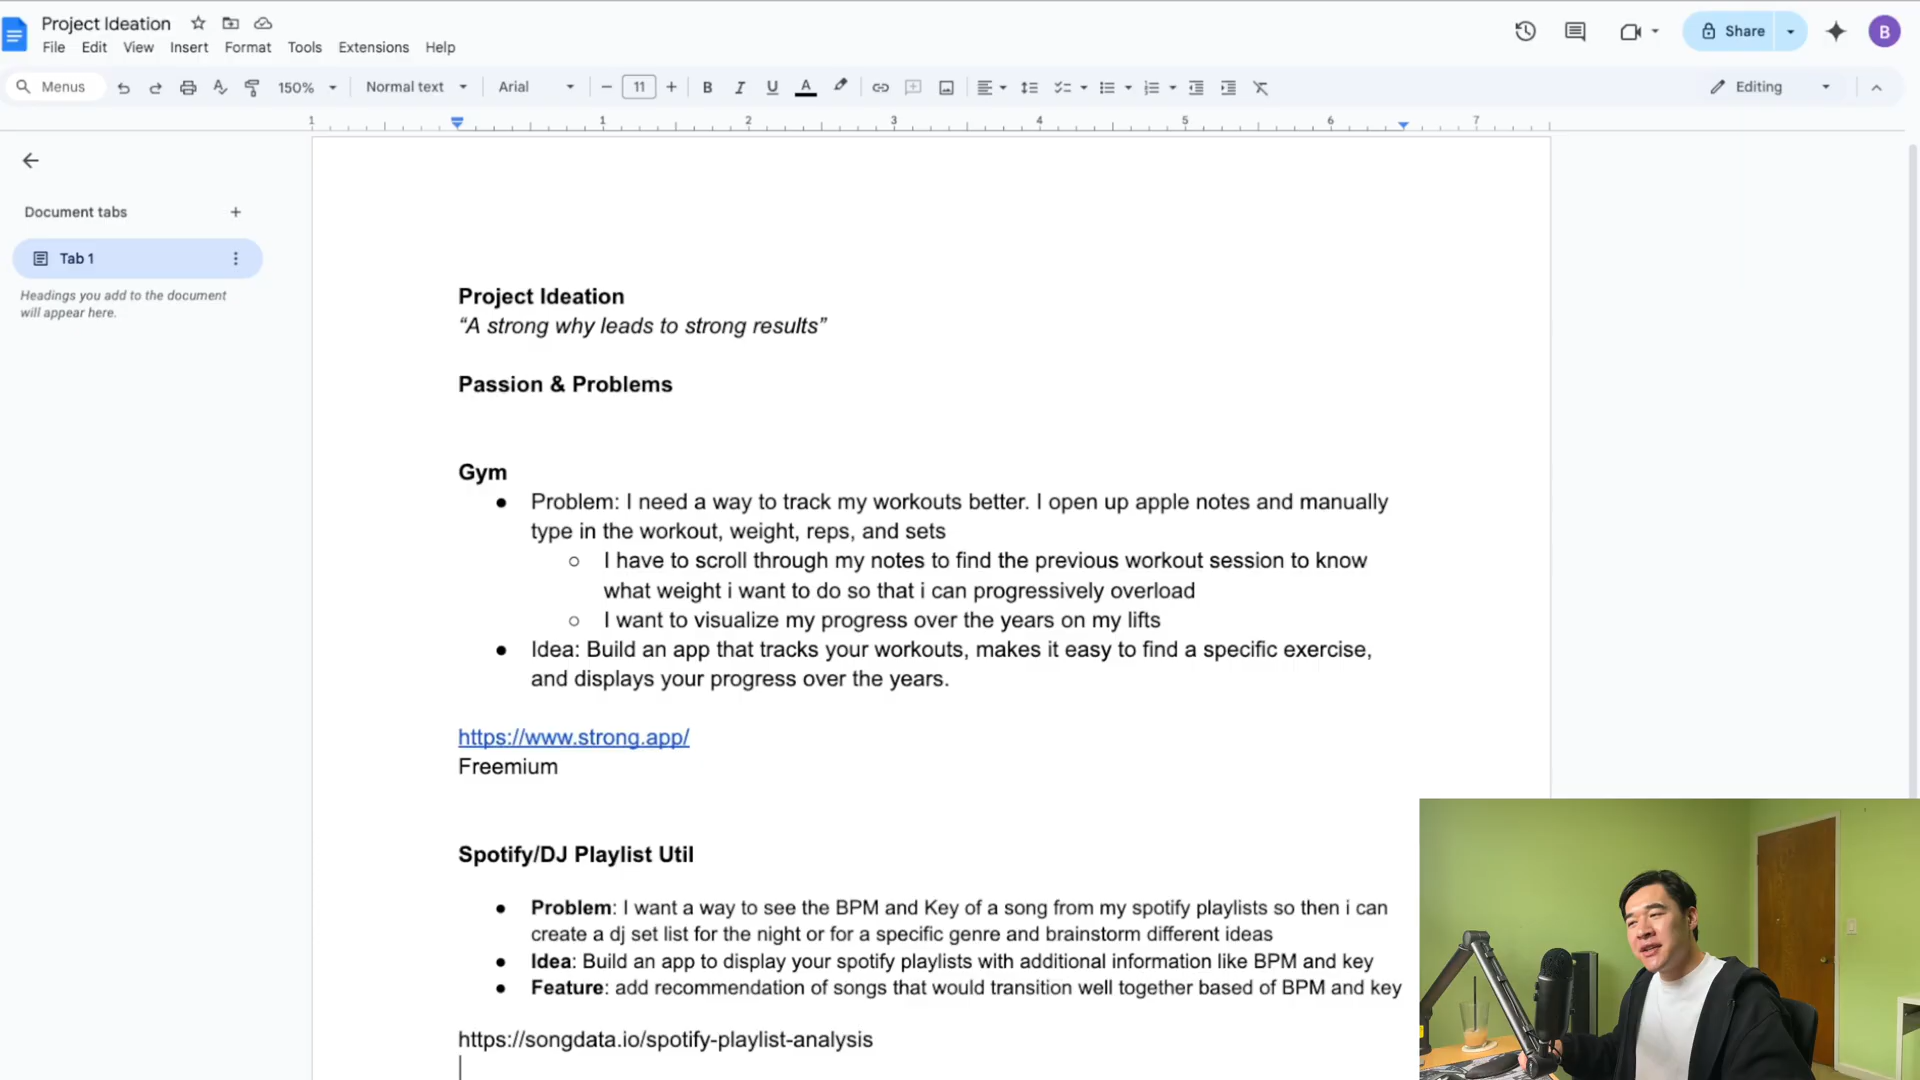 Project Ideation
File Edit View Insert Format Tools Extensions Help
Share
B
Menus 150% Normal text Arial 11 B I U A Editing
1 1 2 3 4 5 6 7
Document tabs
Tab 1
Headings you add to the document
will appear here.
Project Ideation
“A strong why leads to strong results”
Passion & Problems
Gym
● Problem: I need a way to track my workouts better. I open up apple notes and manually
type in the workout, weight, reps, and sets
○ I have to scroll through my notes to find the previous workout session to know
what weight i want to do so that i can progressively overload
○ I want to visualize my progress over the years on my lifts
● Idea: Build an app that tracks your workouts, makes it easy to find a specific exercise,
and displays your progress over the years.
https://www.strong.app/
Freemium
Spotify/DJ Playlist Util
● Problem: I want a way to see the BPM and Key of a song from my spotify playlists so then i can
create a dj set list for the night or for a specific genre and brainstorm different ideas
● Idea: Build an app to display your spotify playlists with additional information like BPM and key
● Feature: add recommendation of songs that would transition well together based of BPM and key
https://songdata.io/spotify-playlist-analysis